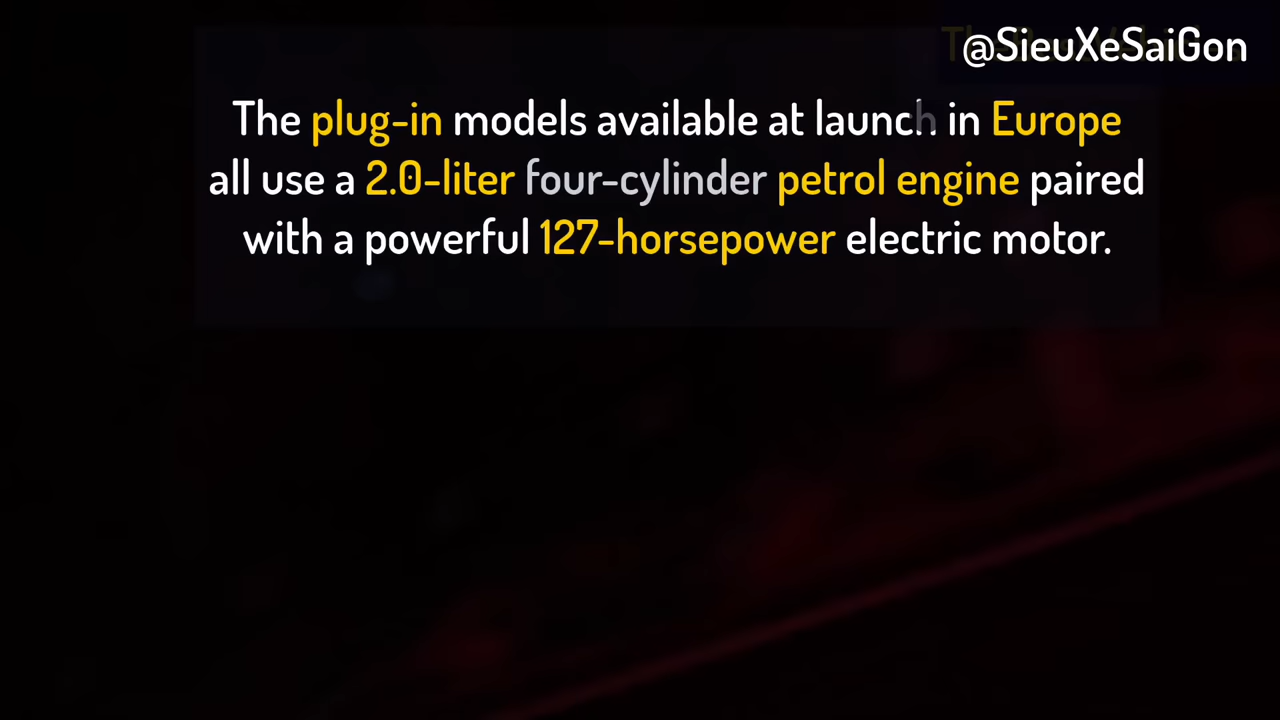 @SieuXeSaiGon
The plug-in models available at launch in Europe
all use a 2.0-liter four-cylinder petrol engine paired
with a powerful 127-horsepower electric motor.